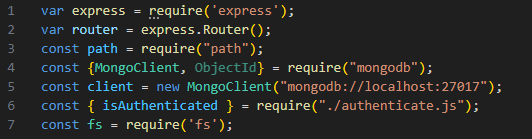 1 var express = require('express');
2 var router = express.Router();
3 const path = require("path");
4 const {MongoClient, ObjectId} = require("mongodb");
5 const client = new MongoClient("mongodb://localhost:27017");
6 const { isAuthenticated } = require("./authenticate.js");
7 const fs = require('fs');